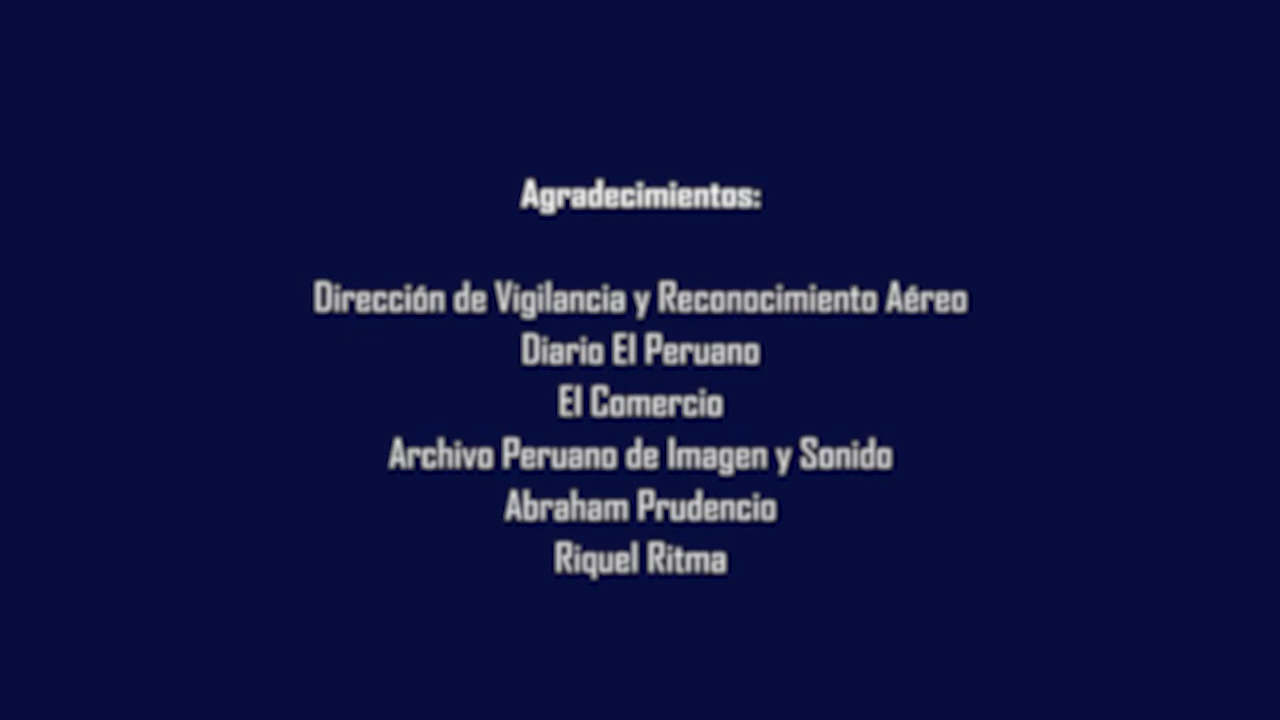 Agradecimientos:
Dirección de Vigilancia y Reconocimiento Aéreo
Diario El Peruano
El Comercio
Archivo Peruano de Imagen y Sonido
Abraham Prudencio
Riquel Ritma